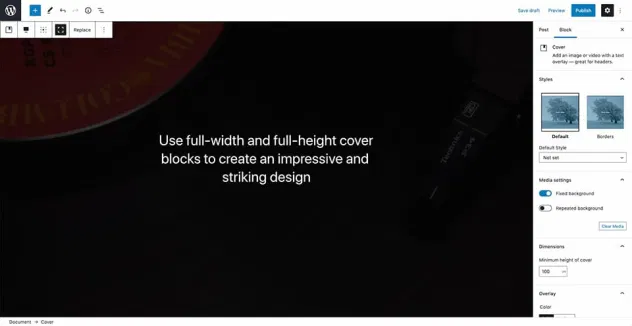 Save draft
Preview
Publish
Replace
Post
Block
Cover
Add an image or video with a text
overlay — great for headers.
Styles
Default
Borders
Default Style
Not set
Media settings
Fixed background
Repeated background
Clear Media
Dimensions
Minimum height of cover
100
Overlay
Color
Use full-width and full-height cover
blocks to create an impressive and
striking design
Technics
Document → Cover